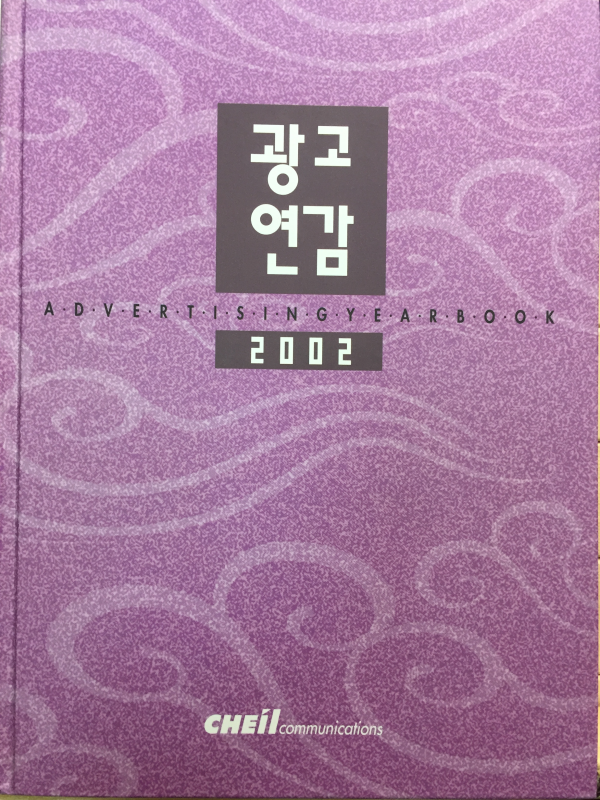 광고
연감
A·D·V·E·R·T·I·S·I·N·G·Y·E·A·R·B·O·O·K
2002
CHEil communications